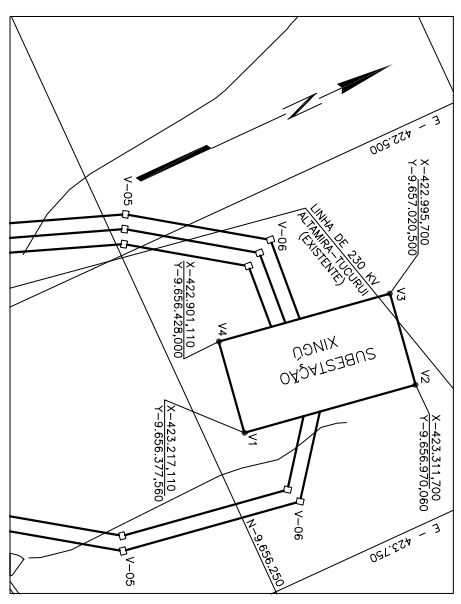 E - 422.500
X-422.995,700
Y-9.657.020,500
V-05
V-06
LINHA DE 230 KV
ALTAMIRA-TUCURUI
(EXISTENTE)
V3
X-422.901,110
Y-9.656.428,000
V4
SUBESTAÇÃO
XINGÚ
V2
X-423.311,700
Y-9.656.970,060
V1
X-423.217,110
Y-9.656.377,560
V-06
V-05
N-9.656.250
E - 423.750
N